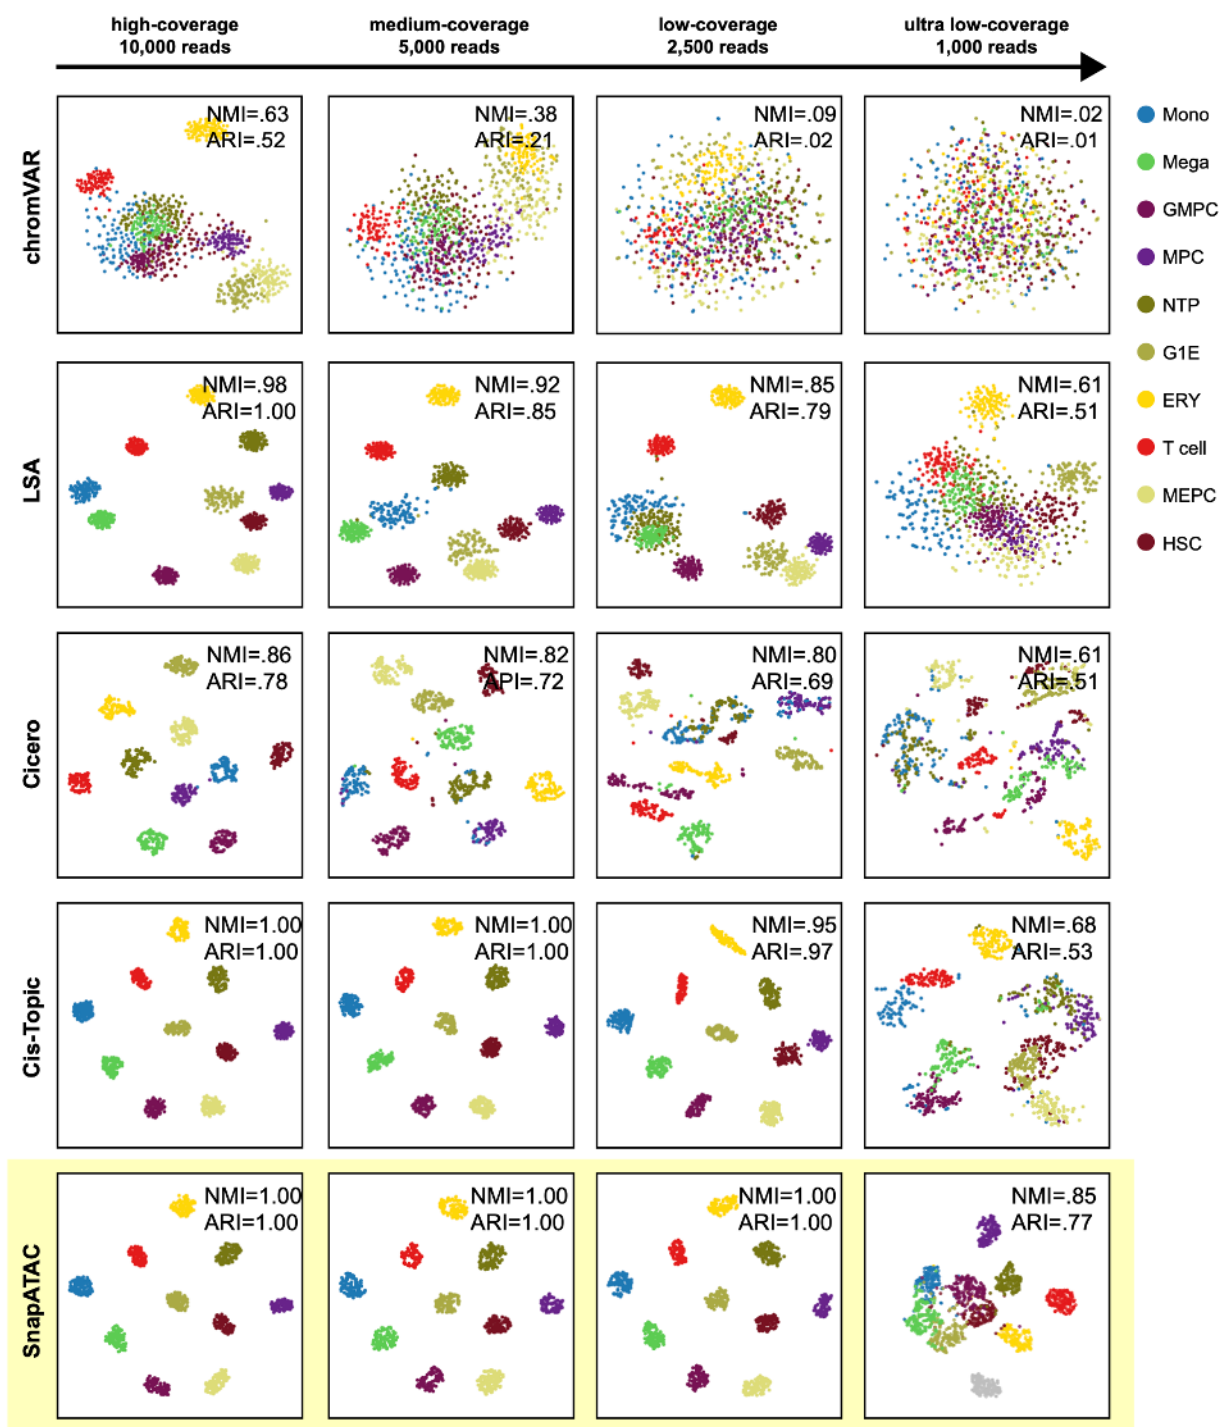 high-coverage
10,000 reads
medium-coverage
5,000 reads
low-coverage
2,500 reads
ultra low-coverage
1,000 reads
chromVAR
NMI=.63
ARI=.52
NMI=.38
ARI=.21
NMI=.09
ARI=.02
NMI=.02
ARI=.01
Mono
Mega
GMPC
MPC
NTP
G1E
ERY
T cell
MEPC
HSC
LSA
NMI=.98
ARI=1.00
NMI=.92
ARI=.85
NMI=.85
ARI=.79
NMI=.61
ARI=.51
Cicero
NMI=.86
ARI=.78
NMI=.82
API=.72
NMI=.80
ARI=.69
NMI=.61
ARI=.51
Cis-Topic
NMI=1.00
ARI=1.00
NMI=1.00
ARI=1.00
NMI=.95
ARI=.97
NMI=.68
ARI=.53
SnapATAC
NMI=1.00
ARI=1.00
NMI=1.00
ARI=1.00
NMI=1.00
ARI=1.00
NMI=.85
ARI=.77